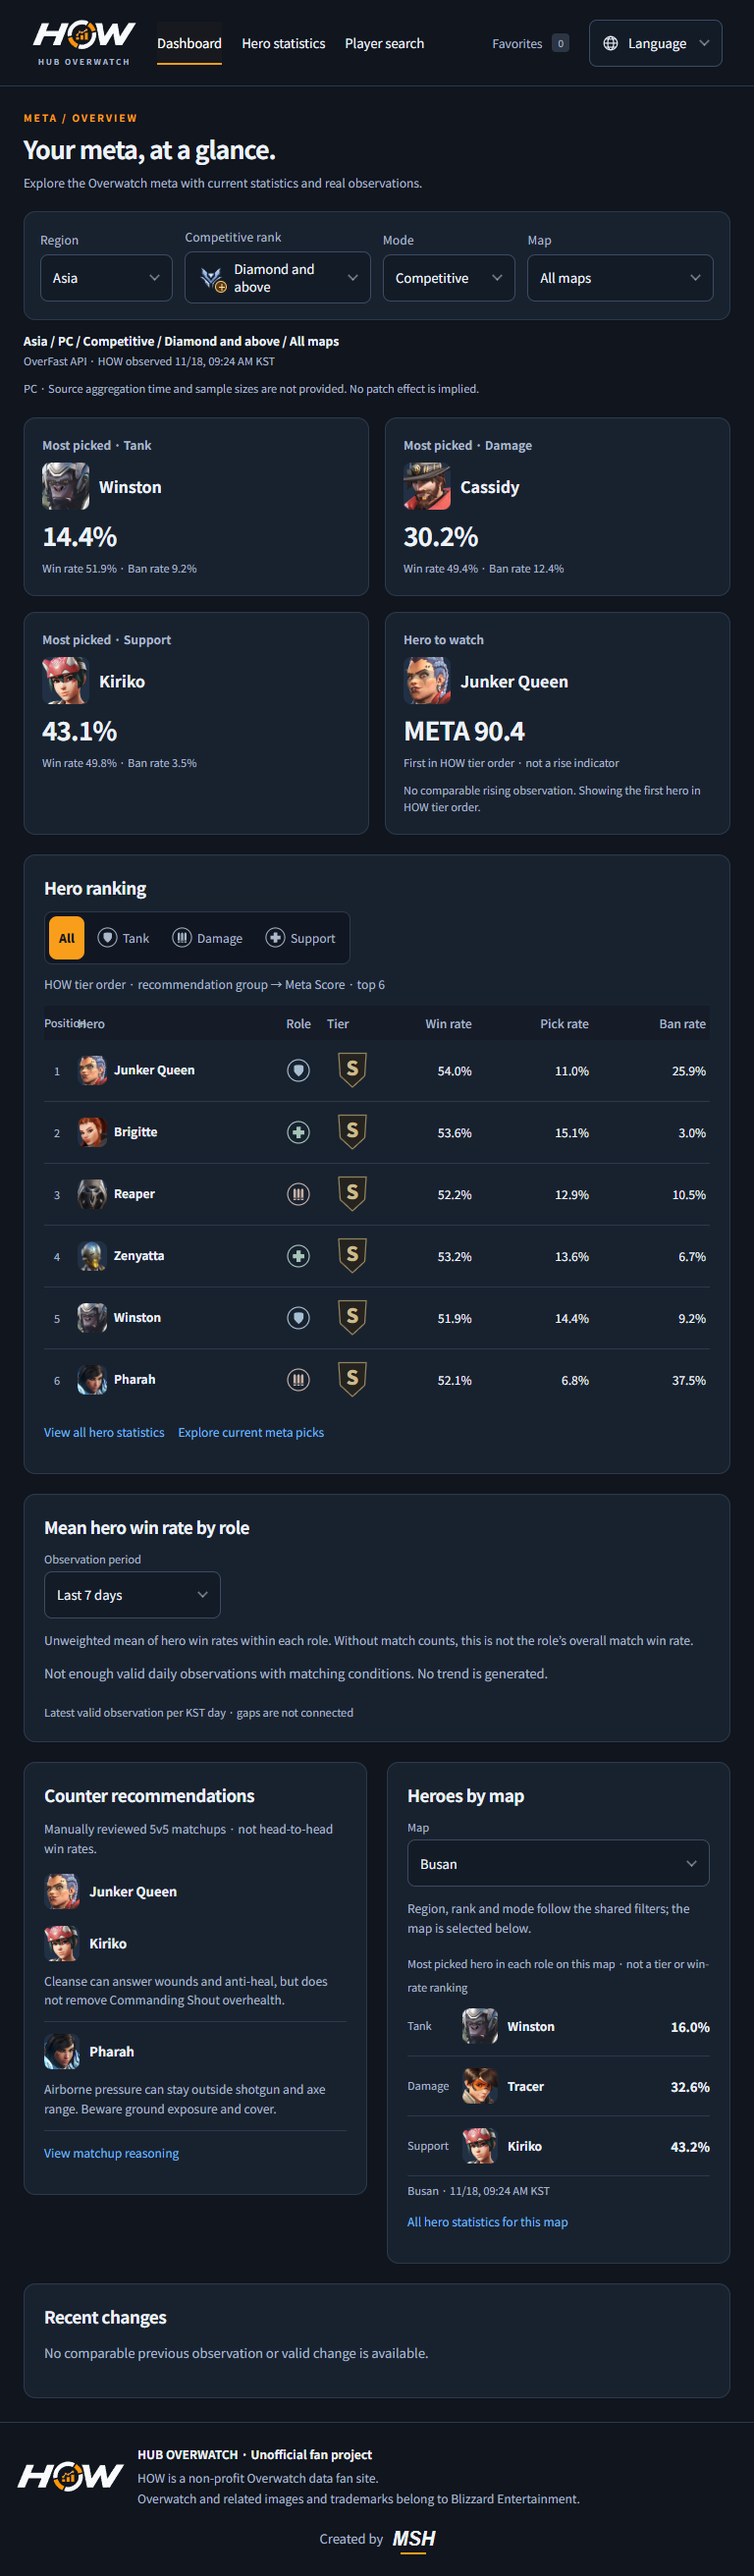 HOW
HUB OVERWATCH
Dashboard
Hero statistics
Player search
Favorites 0
Language
META / OVERVIEW
Your meta, at a glance.
Explore the Overwatch meta with current statistics and real observations.
Region
Competitive rank
Mode
Map
Asia
Diamond and
above
Competitive
All maps
Asia / PC / Competitive / Diamond and above / All maps
OverFast API · HOW observed 11/18, 09:24 AM KST
PC · Source aggregation time and sample sizes are not provided. No patch effect is implied.
Most picked · Tank
Winston
14.4%
Win rate 51.9% · Ban rate 9.2%
Most picked · Damage
Cassidy
30.2%
Win rate 49.4% · Ban rate 12.4%
Most picked · Support
Kiriko
43.1%
Win rate 49.8% · Ban rate 3.5%
Hero to watch
Junker Queen
META 90.4
First in HOW tier order · not a rise indicator
No comparable rising observation. Showing the first hero in
HOW tier order.
Hero ranking
All Tank Damage Support
HOW tier order · recommendation group → Meta Score · top 6
Position Hero Role Tier Win rate Pick rate Ban rate
1 Junker Queen S 54.0% 11.0% 25.9%
2 Brigitte S 53.6% 15.1% 3.0%
3 Reaper S 52.2% 12.9% 10.5%
4 Zenyatta S 53.2% 13.6% 6.7%
5 Winston S 51.9% 14.4% 9.2%
6 Pharah S 52.1% 6.8% 37.5%
View all hero statistics Explore current meta picks
Mean hero win rate by role
Observation period
Last 7 days
Unweighted mean of hero win rates within each role. Without match counts, this is not the role's overall match win rate.
Not enough valid daily observations with matching conditions. No trend is generated.
Latest valid observation per KST day · gaps are not connected
Counter recommendations
Manually reviewed 5v5 matchups · not head-to-head
win rates.
Junker Queen
Kiriko
Cleanse can answer wounds and anti-heal, but does
not remove Commanding Shout overhealth.
Pharah
Airborne pressure can stay outside shotgun and axe
range. Beware ground exposure and cover.
View matchup reasoning
Heroes by map
Map
Busan
Region, rank and mode follow the shared filters; the
map is selected below.
Most picked hero in each role on this map · not a tier or win-
rate ranking
Tank Winston 16.0%
Damage Tracer 32.6%
Support Kiriko 43.2%
Busan · 11/18, 09:24 AM KST
All hero statistics for this map
Recent changes
No comparable previous observation or valid change is available.
HOW
HUB OVERWATCH · Unofficial fan project
HOW is a non-profit Overwatch data fan site.
Overwatch and related images and trademarks belong to Blizzard Entertainment.
Created by MSH